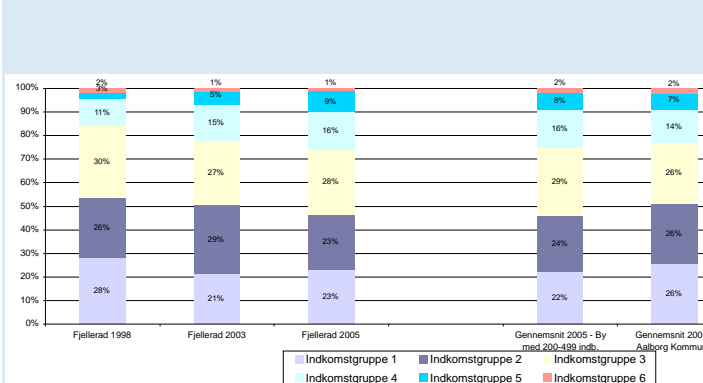 2% 1% 1% 2% 2%
100% 3% 5% 9% 8% 7%
90%
11% 15% 16% 16% 14%
80%
70%
30% 27% 28% 29% 26%
60%
50%
40% 26% 29% 23% 24% 26%
30%
20%
28% 21% 23% 22% 26%
10%
0%
Fjellerad 1998 Fjellerad 2003 Fjellerad 2005 Gennemsnit 2005 - By Gennemsnit 200
med 200-499 indb. Aalborg Kommu
Indkomstgruppe 1 Indkomstgruppe 2 Indkomstgruppe 3
Indkomstgruppe 4 Indkomstgruppe 5 Indkomstgruppe 6